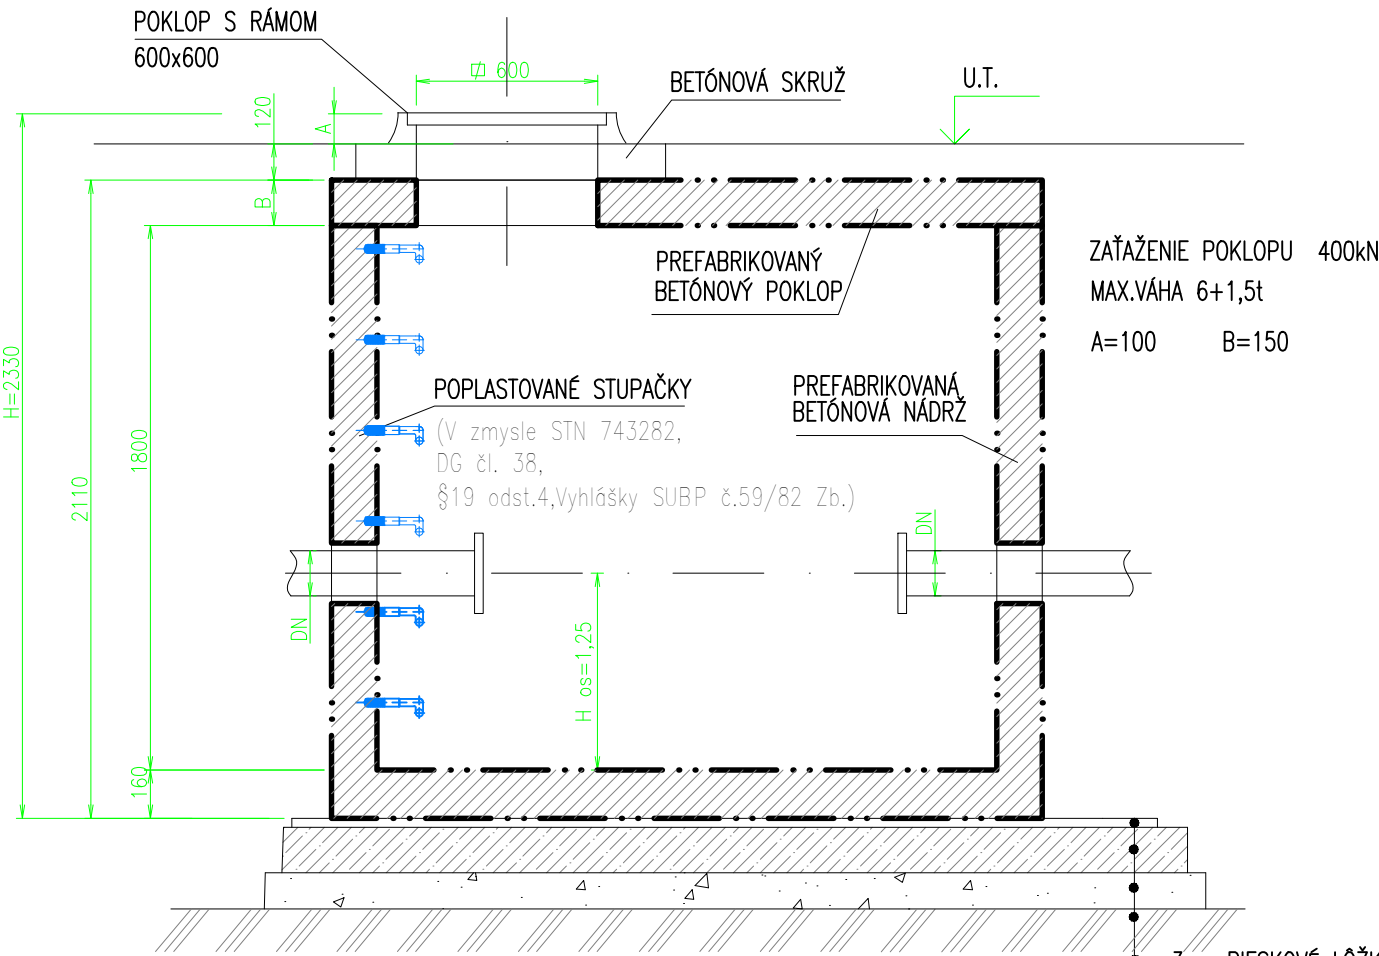 POKLOP S RÁMOM
600x600
600
BETÓNOVÁ SKRUŽ
U.T.
120
A
B
PREFABRIKOVANÝ
BETÓNOVÝ POKLOP
ZAŤAŽENIE POKLOPU 400kN
MAX.VÁHA 6+1,5t
A=100 B=150
H=2330
2110
1800
160
POPLASTOVANÉ STUPAČKY
(V zmysle STN 743282,
DG čl. 38,
§19 odst.4,Vyhlášky SUBP č.59/82 Zb.)
PREFABRIKOVANÁ
BETÓNOVÁ NÁDRŽ
DN
DN
H os=1,25